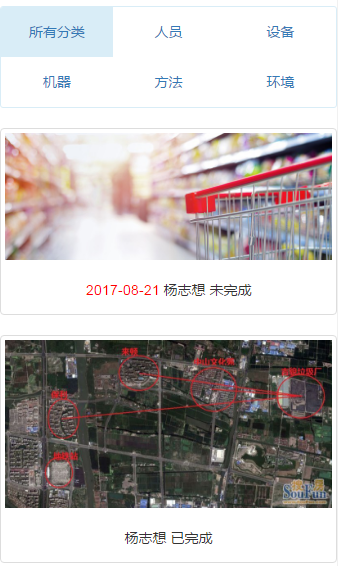 所有分类 人员 设备
机器 方法 环境
2017-08-21 杨志想 未完成
SouFun
杨志想 已完成